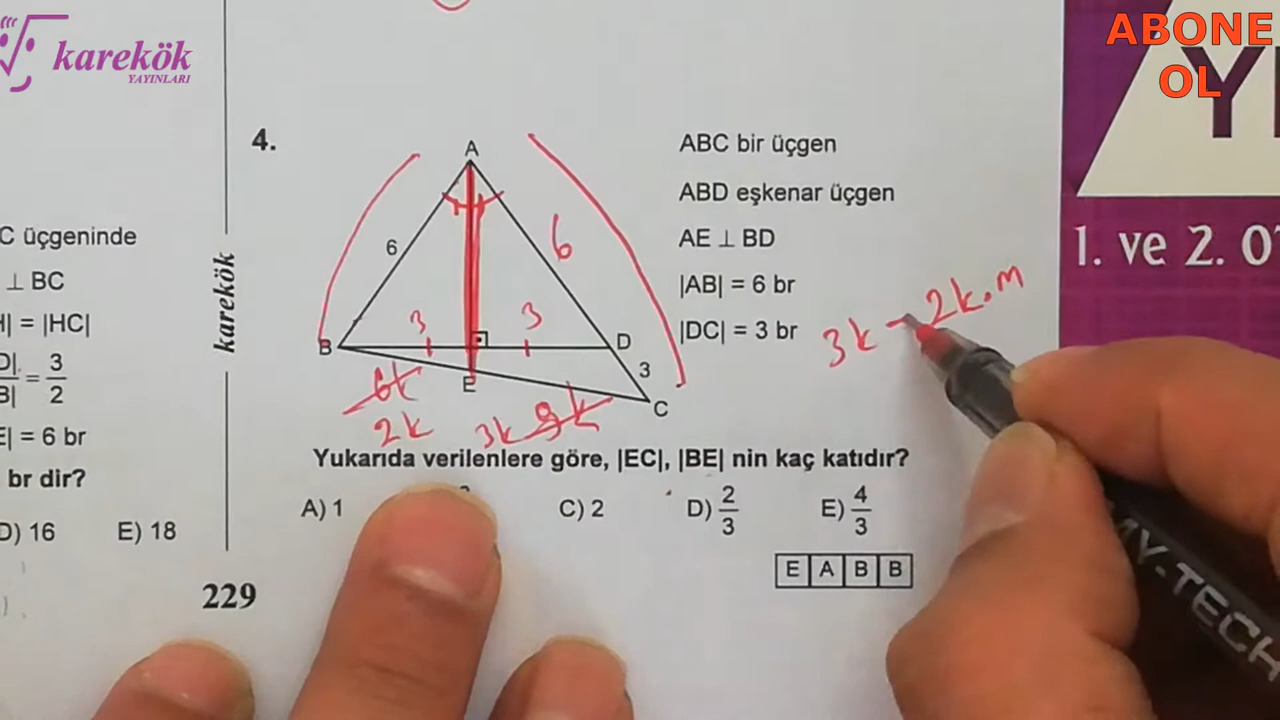 karekök
YAYINLARI
ABONE
OL
Y
1. ve 2. O
C üçgeninde
⊥ BC
H| = |HC|
D| / B| = 3/2
E| = 6 br
br dir?
D) 16 E) 18
karekök
229
4.
A
6
6
3
3
B
D
3
E
C
6k
9k
2k
3k
ABC bir üçgen
ABD eşkenar üçgen
AE ⊥ BD
|AB| = 6 br
|DC| = 3 br
3k = 2k.m
Yukarıda verilenlere göre, |EC|, |BE| nin kaç katıdır?
A) 1 C) 2 D) 2/3 E) 4/3
E A B B
MY-TECH